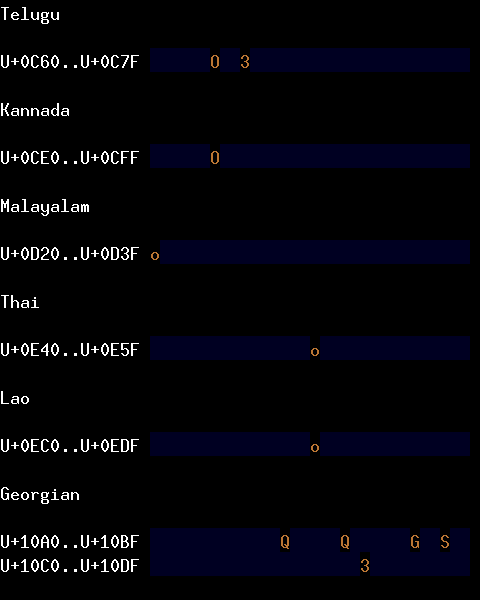 Telugu
U+0C60..U+0C7F O 3
Kannada
U+0CE0..U+0CFF O
Malayalam
U+0D20..U+0D3F o
Thai
U+0E40..U+0E5F o
Lao
U+0EC0..U+0EDF o
Georgian
U+10A0..U+10BF Q Q G S
U+10C0..U+10DF 3